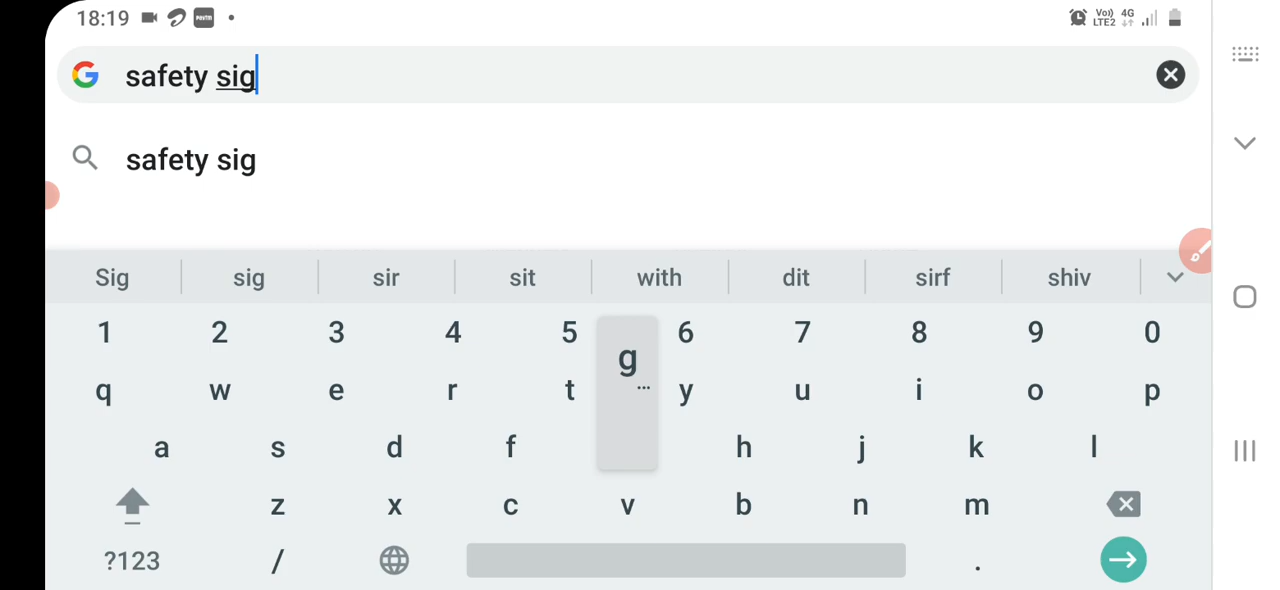 18:19 paytm Vo)) LTE2 4G
safety sig
safety sig
Sig sig sir sit with dit sirf shiv
1 2 3 4 5 6 7 8 9 0
q w e r t g... y u i o p
a s d f h j k l
z x c v b n m
?123 / .